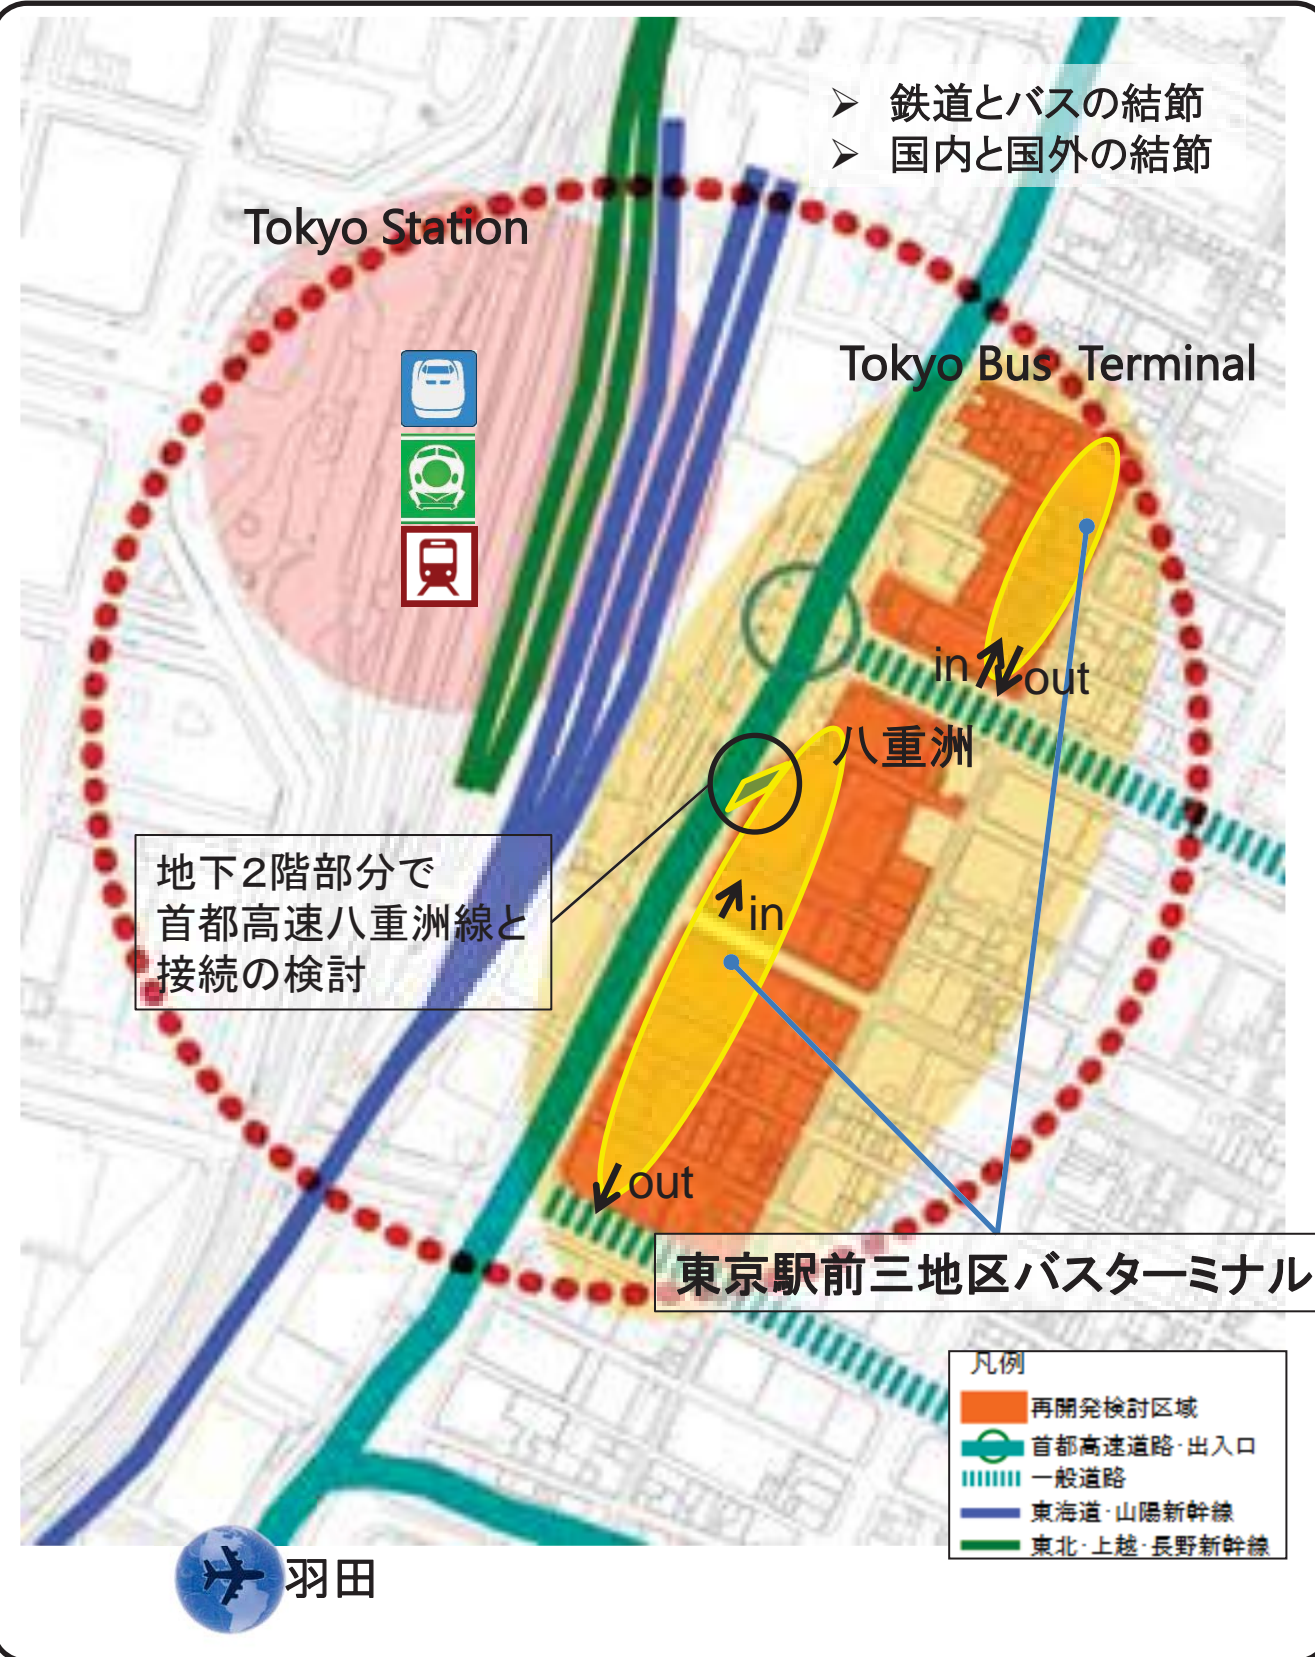 ➢ 鉄道とバスの結節
➢ 国内と国外の結節
Tokyo Station
Tokyo Bus Terminal
in
out
八重洲
地下2階部分で
首都高速八重洲線と
接続の検討
in
out
東京駅前三地区バスターミナル
凡例
再開発検討区域
首都高速道路・出入口
一般道路
東海道・山陽新幹線
東北・上越・長野新幹線
羽田